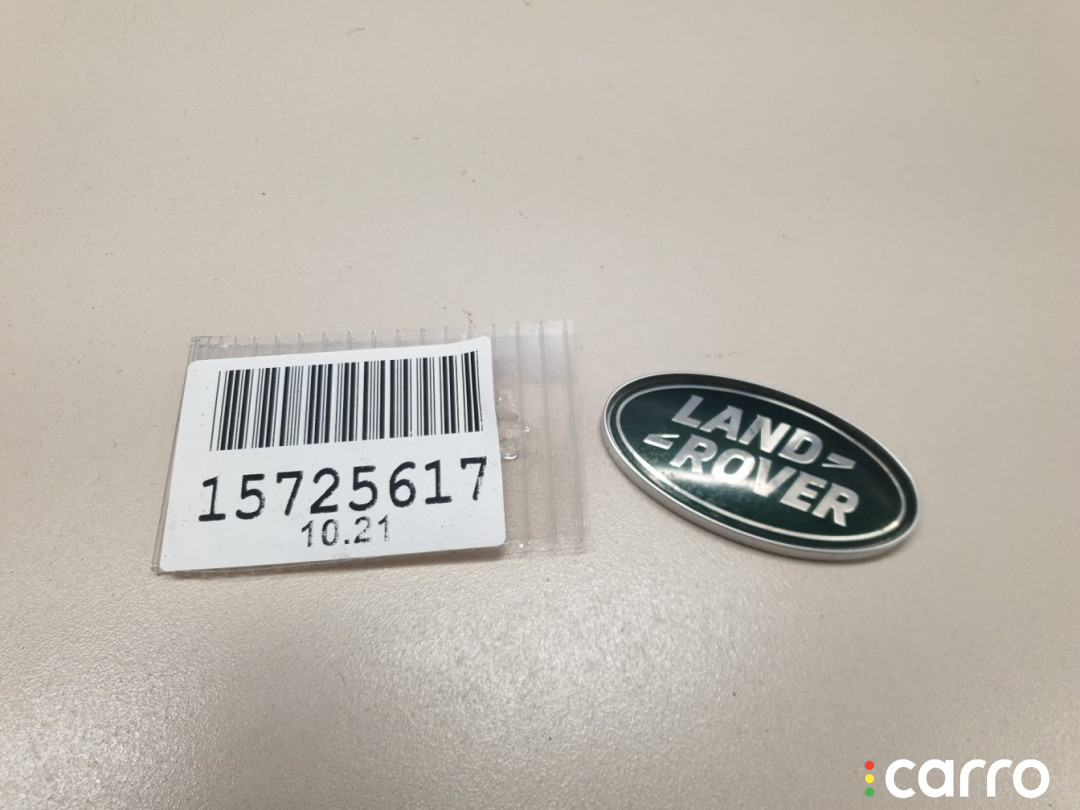 15725617
10.21
LAND
ROVER
carro